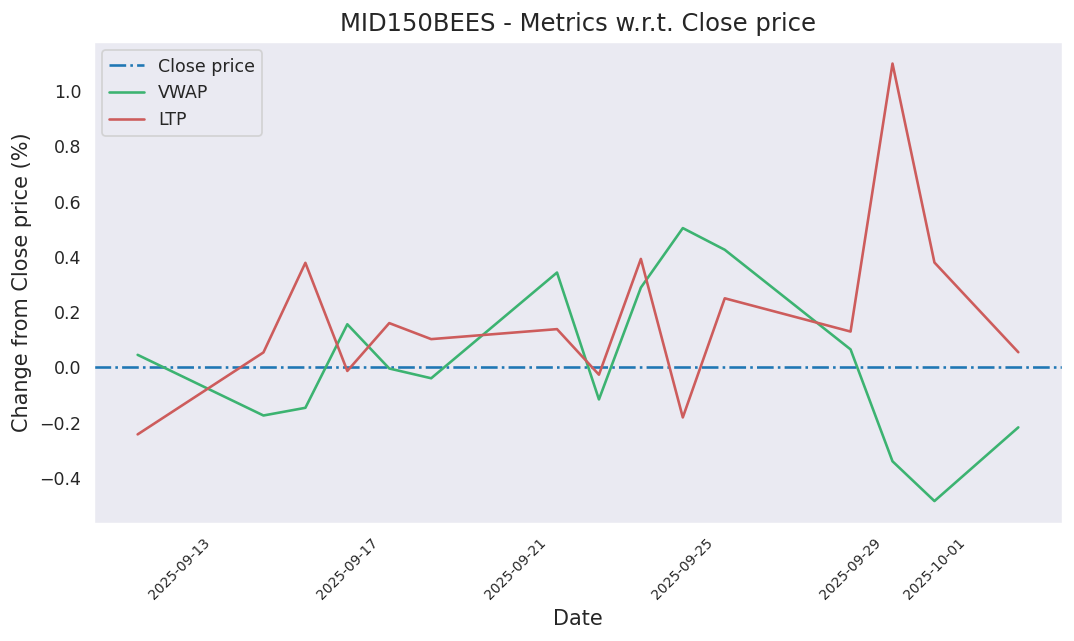 MID150BEES - Metrics w.r.t. Close price
Close price
VWAP
LTP
Change from Close price (%)
1.0
0.8
0.6
0.4
0.2
0.0
−0.2
−0.4
2025-09-13
2025-09-17
2025-09-21
2025-09-25
2025-09-29
2025-10-01
Date